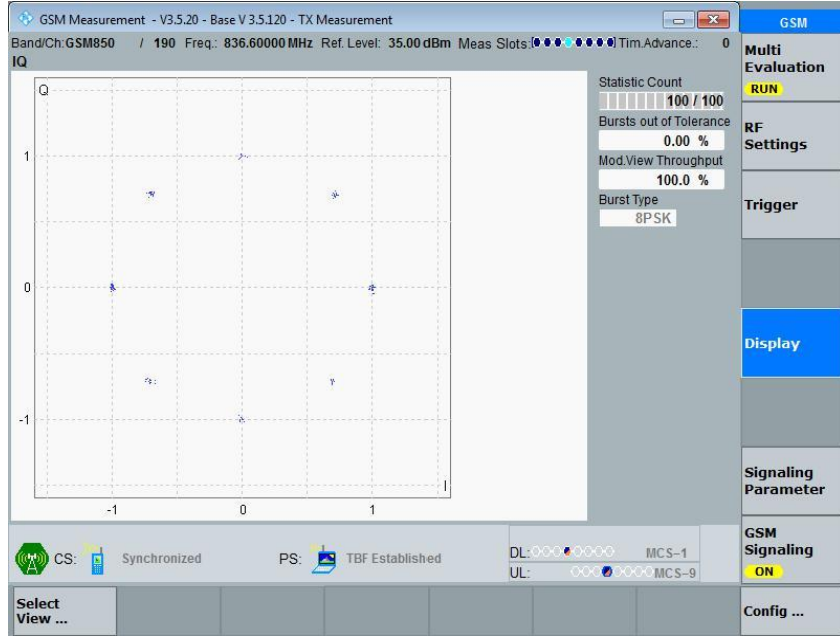 GSM Measurement - V3.5.20 - Base V 3.5.120 - TX Measurement
GSM
Band/Ch:GSM850 / 190 Freq.: 836.60000 MHz Ref. Level: 35.00 dBm Meas Slots: Tim.Advance.: 0
IQ
Multi
Evaluation
RUN
Q
1
0
-1
I
-1 0 1
Statistic Count
100 / 100
Bursts out of Tolerance
0.00 %
Mod.View Throughput
100.0 %
Burst Type
8PSK
RF
Settings
Trigger
Display
Signaling
Parameter
GSM
Signaling
ON
CS: Synchronized PS: TBF Established
DL: MCS-1
UL: MCS-9
Select
View ...
Config ...